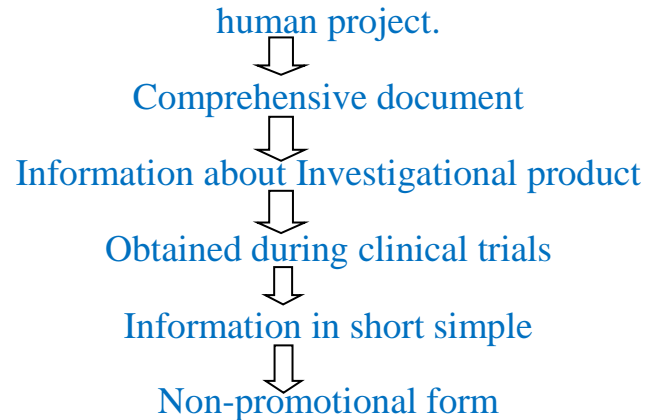 human project.
Comprehensive document
Information about Investigational product
Obtained during clinical trials
Information in short simple
Non-promotional form